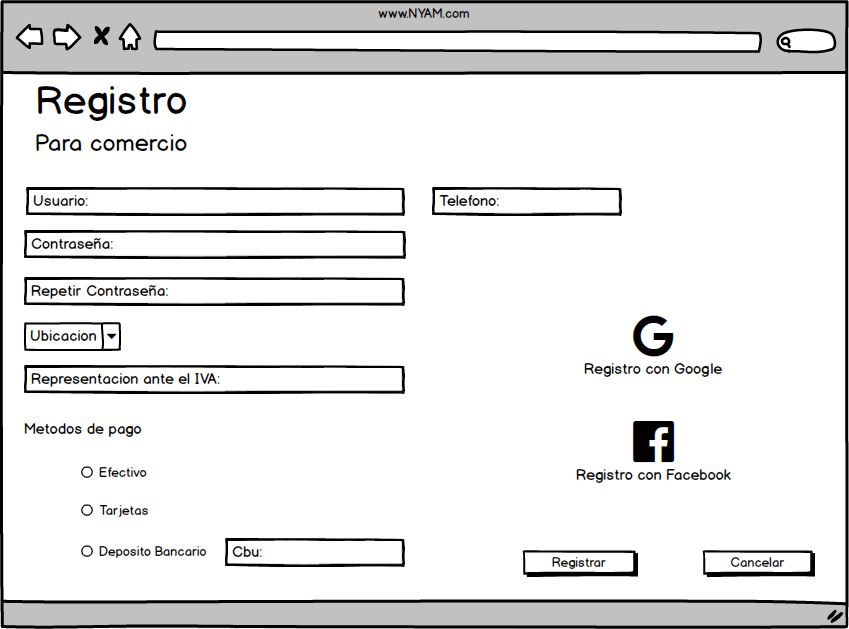 www.NYAM.com
Registro
Para comercio
Usuario:
Telefono:
Contraseña:
Repetir Contraseña:
Ubicacion
Representacion ante el IVA:
Registro con Google
Metodos de pago
Efectivo
Registro con Facebook
Tarjetas
Deposito Bancario
Cbu:
Registrar
Cancelar